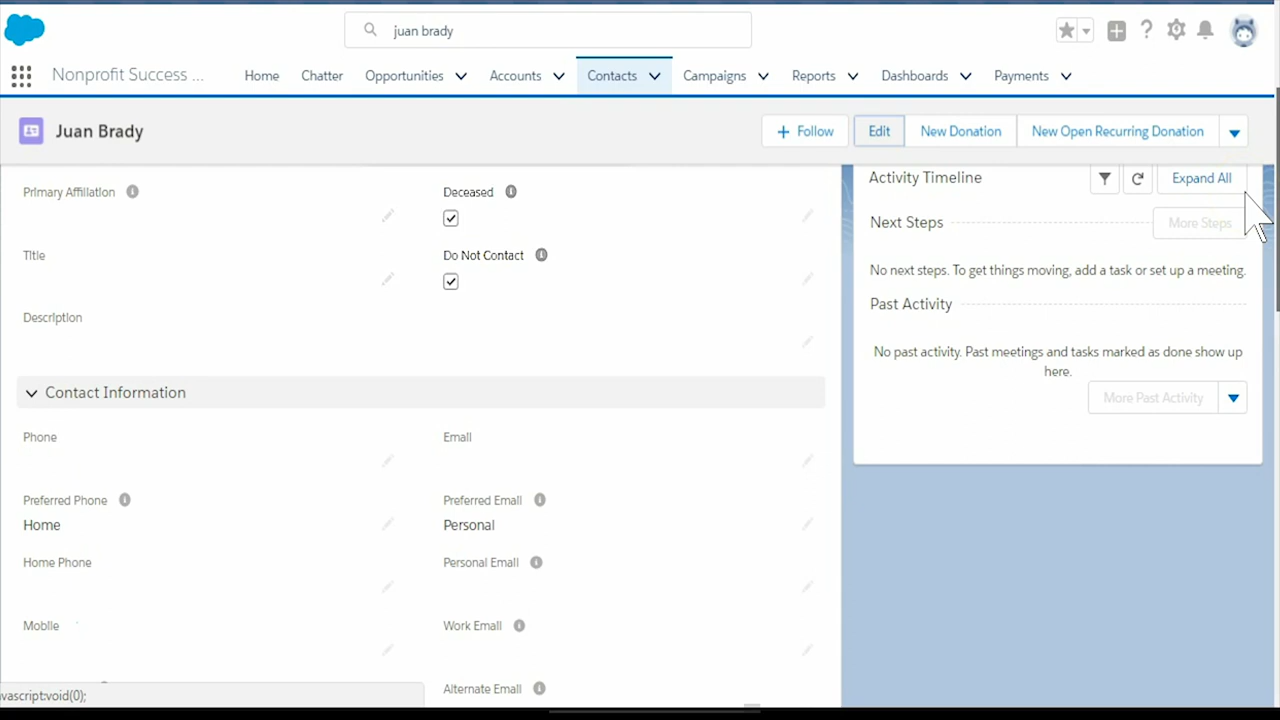 juan brady
Nonprofit Success ...
Home
Chatter
Opportunities
Accounts
Contacts
Campaigns
Reports
Dashboards
Payments
Juan Brady
+ Follow
Edit
New Donation
New Open Recurring Donation
Primary Affiliation
Deceased
Title
Do Not Contact
Description
Contact Information
Phone
Email
Preferred Phone
Home
Preferred Email
Personal
Home Phone
Personal Email
Mobile
Work Email
Alternate Email
Activity Timeline
Expand All
Next Steps
More Steps
No next steps. To get things moving, add a task or set up a meeting.
Past Activity
No past activity. Past meetings and tasks marked as done show up
here.
More Past Activity
vascript:void(0);